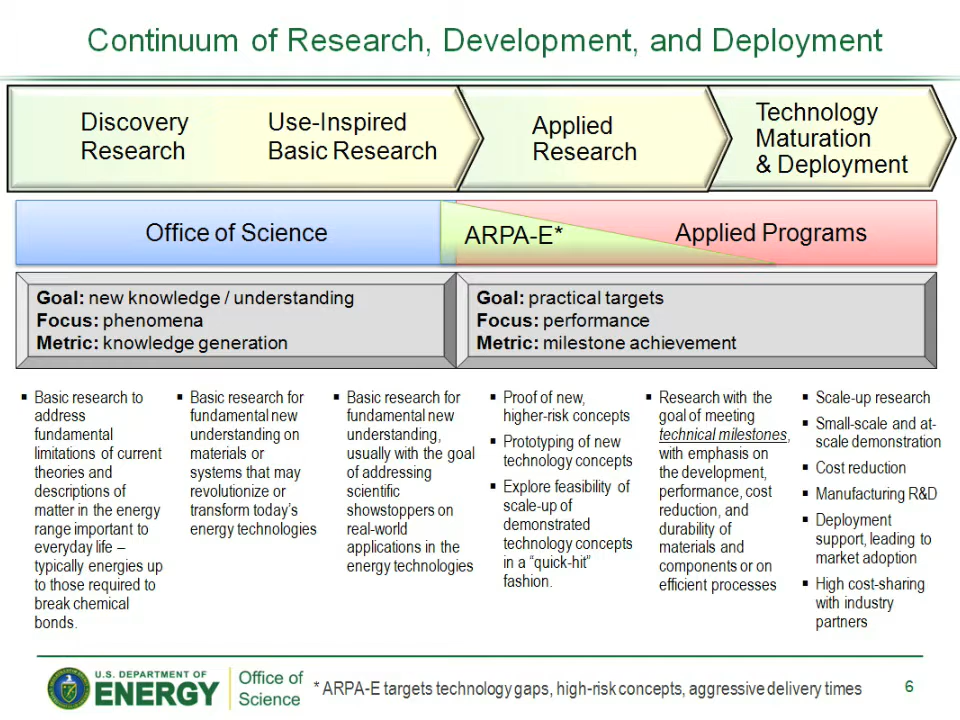 Continuum of Research, Development, and Deployment
Discovery
Research
Use-Inspired
Basic Research
Applied
Research
Technology
Maturation
& Deployment
Office of Science
ARPA-E*
Applied Programs
Goal: new knowledge / understanding
Focus: phenomena
Metric: knowledge generation
Goal: practical targets
Focus: performance
Metric: milestone achievement
▪ Basic research to
address
fundamental
limitations of current
theories and
descriptions of
matter in the energy
range important to
everyday life –
typically energies up
to those required to
break chemical
bonds.
▪ Basic research for
fundamental new
understanding on
materials or
systems that may
revolutionize or
transform today’s
energy technologies
▪ Basic research for
fundamental new
understanding,
usually with the goal
of addressing
scientific
showstoppers on
real-world
applications in the
energy technologies
▪ Proof of new,
higher-risk concepts
▪ Prototyping of new
technology concepts
▪ Explore feasibility of
scale-up of
demonstrated
technology concepts
in a “quick-hit”
fashion.
▪ Research with the
goal of meeting
technical milestones,
with emphasis on
the development,
performance, cost
reduction, and
durability of
materials and
components or on
efficient processes
▪ Scale-up research
▪ Small-scale and at-
scale demonstration
▪ Cost reduction
▪ Manufacturing R&D
▪ Deployment
support, leading to
market adoption
▪ High cost-sharing
with industry
partners
U.S. DEPARTMENT OF
ENERGY
Office of
Science
* ARPA-E targets technology gaps, high-risk concepts, aggressive delivery times
6